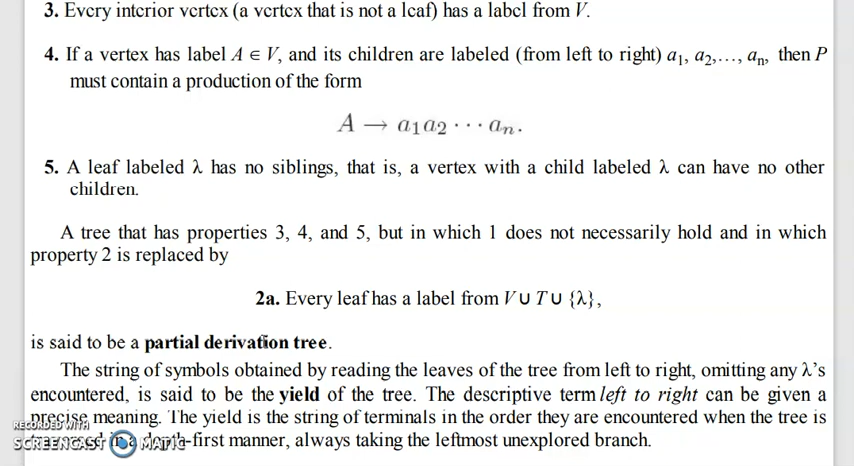 3. Every interior vertex (a vertex that is not a leaf) has a label from V.
4. If a vertex has label A ∈ V, and its children are labeled (from left to right) a₁, a₂,…, aₙ, then P
must contain a production of the form
A → a₁a₂ ··· aₙ.
5. A leaf labeled λ has no siblings, that is, a vertex with a child labeled λ can have no other
children.
A tree that has properties 3, 4, and 5, but in which 1 does not necessarily hold and in which
property 2 is replaced by
2a. Every leaf has a label from V ∪ T ∪ {λ},
is said to be a partial derivation tree.
The string of symbols obtained by reading the leaves of the tree from left to right, omitting any λ's
encountered, is said to be the yield of the tree. The descriptive term left to right can be given a
precise meaning. The yield is the string of terminals in the order they are encountered when the tree is
in a depth-first manner, always taking the leftmost unexplored branch.
RECORDED WITH
SCREENCAST MATIC